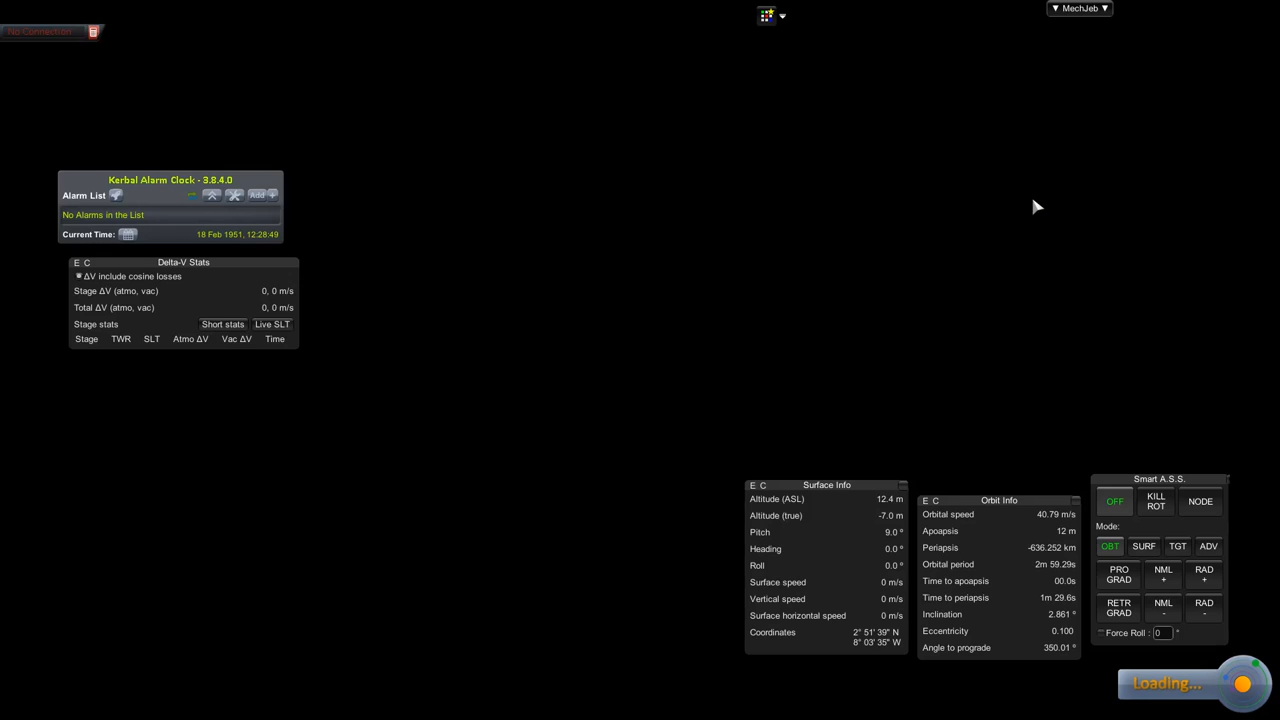 ▼ MechJeb ▼
No Connection
Kerbal Alarm Clock - 3.8.4.0
Alarm List
Add +
No Alarms in the List
Current Time: 18 Feb 1951, 12:28:49
E C Delta-V Stats
ΔV include cosine losses
Stage ΔV (atmo, vac) 0, 0 m/s
Total ΔV (atmo, vac) 0, 0 m/s
Stage stats Short stats Live SLT
Stage TWR SLT Atmo ΔV Vac ΔV Time
E C Surface Info
Altitude (ASL) 12.4 m
Altitude (true) -7.0 m
Pitch 9.0 º
Heading 0.0 º
Roll 0.0 º
Surface speed 0 m/s
Vertical speed 0 m/s
Surface horizontal speed 0 m/s
Coordinates 2° 51' 39" N
8° 03' 35" W
E C Orbit Info
Orbital speed 40.79 m/s
Apoapsis 12 m
Periapsis -636.252 km
Orbital period 2m 59.29s
Time to apoapsis 00.0s
Time to periapsis 1m 29.6s
Inclination 2.861 º
Eccentricity 0.100
Angle to prograde 350.01 º
Smart A.S.S.
OFF KILL ROT NODE
Mode:
OBT SURF TGT ADV
PRO GRAD NML + RAD +
RETR GRAD NML - RAD -
Force Roll : 0 °
Loading...